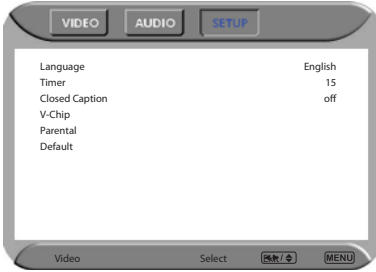 VIDEO AUDIO SETUP
Language English
Timer 15
Closed Caption off
V-Chip
Parental
Default
Video Select MENU